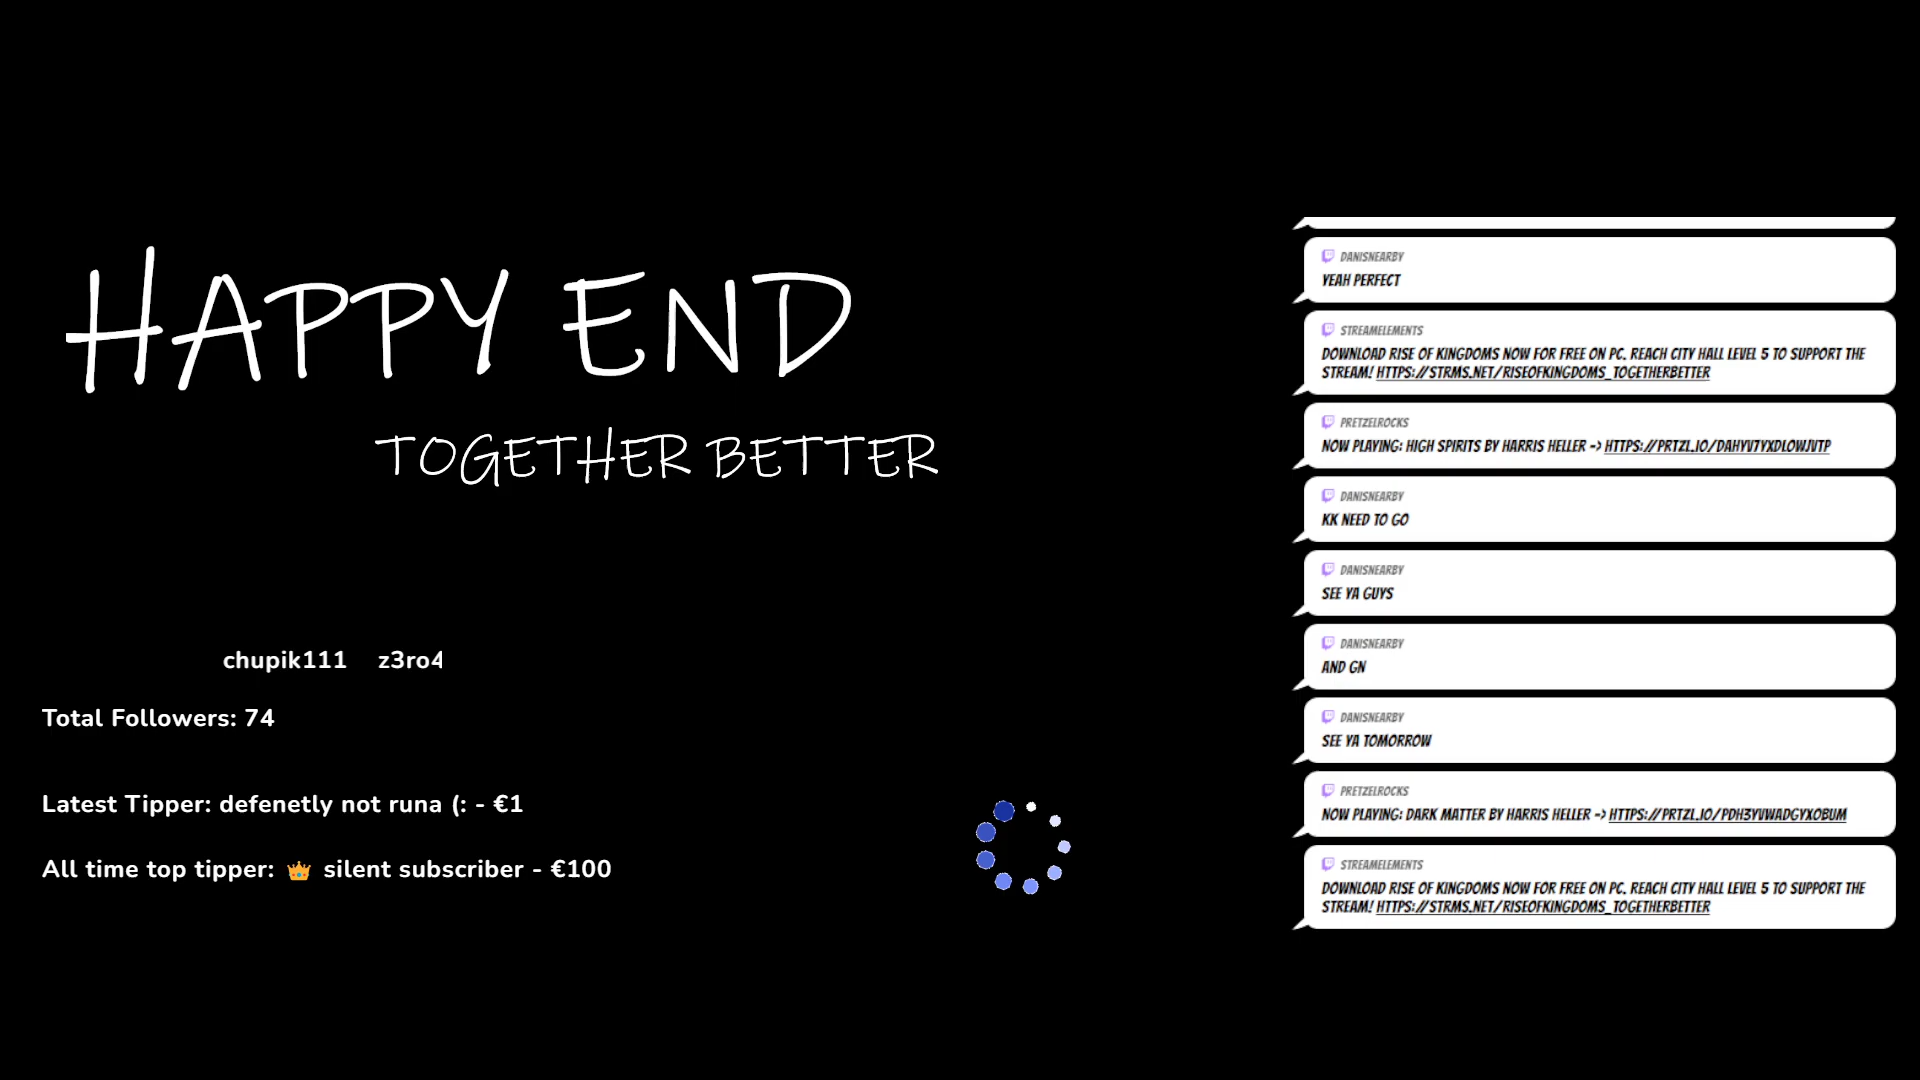 HAPPY END
TOGETHER BETTER
chupik111 z3ro4
Total Followers: 74
Latest Tipper: defenetly not runa (: - €1
All time top tipper: 👑 silent subscriber - €100
DANISNEARBY
YEAH PERFECT
STREAMELEMENTS
DOWNLOAD RISE OF KINGDOMS NOW FOR FREE ON PC. REACH CITY HALL LEVEL 5 TO SUPPORT THE
STREAM! HTTPS://STRMS.NET/RISEOFKINGDOMS_TOGETHERBETTER
PRETZELROCKS
NOW PLAYING: HIGH SPIRITS BY HARRIS HELLER -> HTTPS://PRTZL.IO/DAHYV7YXDLOWJVTP
DANISNEARBY
KK NEED TO GO
DANISNEARBY
SEE YA GUYS
DANISNEARBY
AND GN
DANISNEARBY
SEE YA TOMORROW
PRETZELROCKS
NOW PLAYING: DARK MATTER BY HARRIS HELLER -> HTTPS://PRTZL.IO/PDH3YVWADGYXOBUM
STREAMELEMENTS
DOWNLOAD RISE OF KINGDOMS NOW FOR FREE ON PC. REACH CITY HALL LEVEL 5 TO SUPPORT THE
STREAM! HTTPS://STRMS.NET/RISEOFKINGDOMS_TOGETHERBETTER